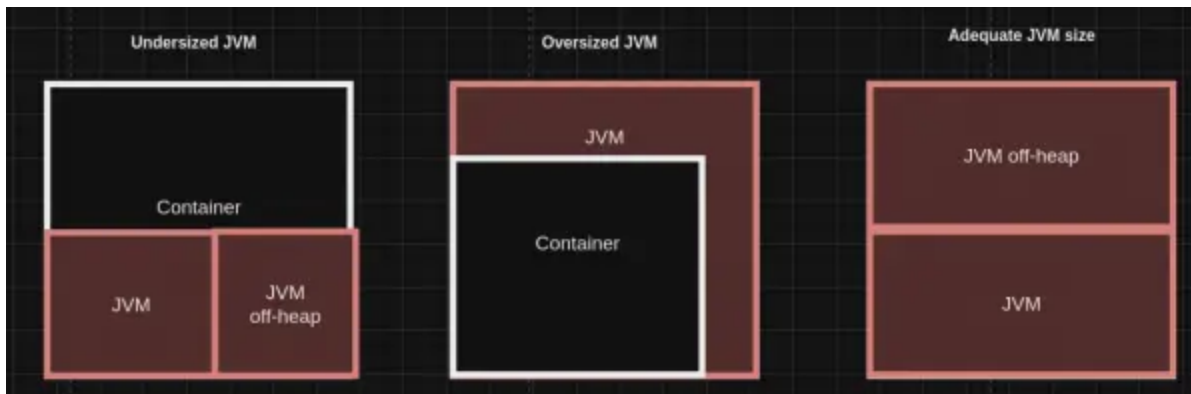 Undersized JVM
Container
JVM
JVM
off-heap
Oversized JVM
JVM
Container
Adequate JVM size
JVM off-heap
JVM